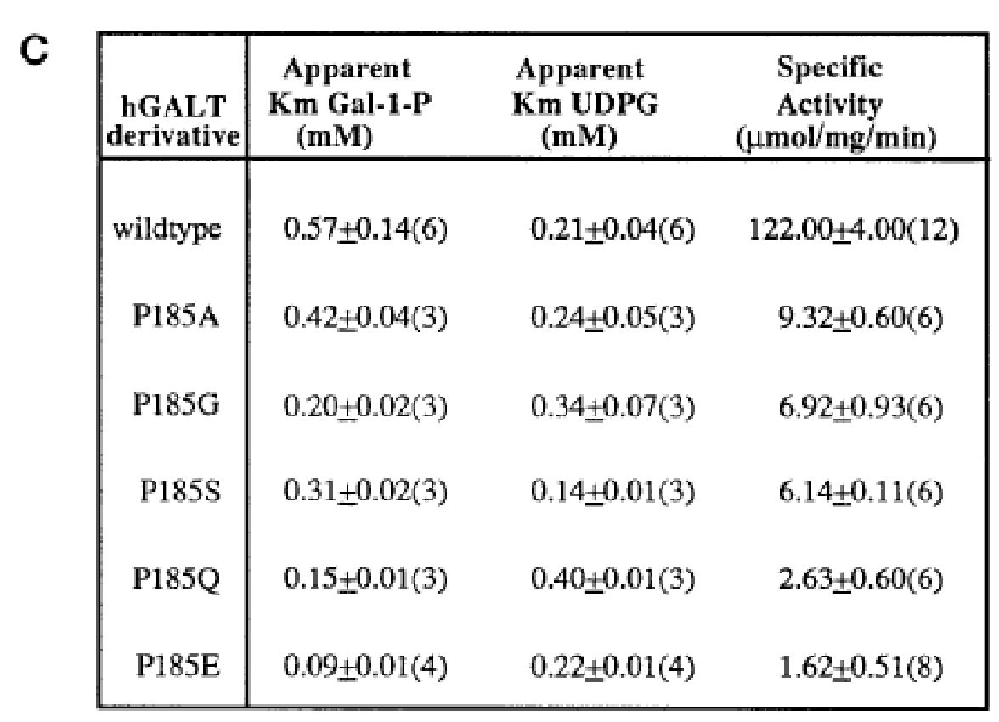 C
hGALT derivative Apparent Km Gal-1-P (mM) Apparent Km UDPG (mM) Specific Activity (μmol/mg/min)
wildtype 0.57±0.14(6) 0.21±0.04(6) 122.00±4.00(12)
P185A 0.42±0.04(3) 0.24±0.05(3) 9.32±0.60(6)
P185G 0.20±0.02(3) 0.34±0.07(3) 6.92±0.93(6)
P185S 0.31±0.02(3) 0.14±0.01(3) 6.14±0.11(6)
P185Q 0.15±0.01(3) 0.40±0.01(3) 2.63±0.60(6)
P185E 0.09±0.01(4) 0.22±0.01(4) 1.62±0.51(8)